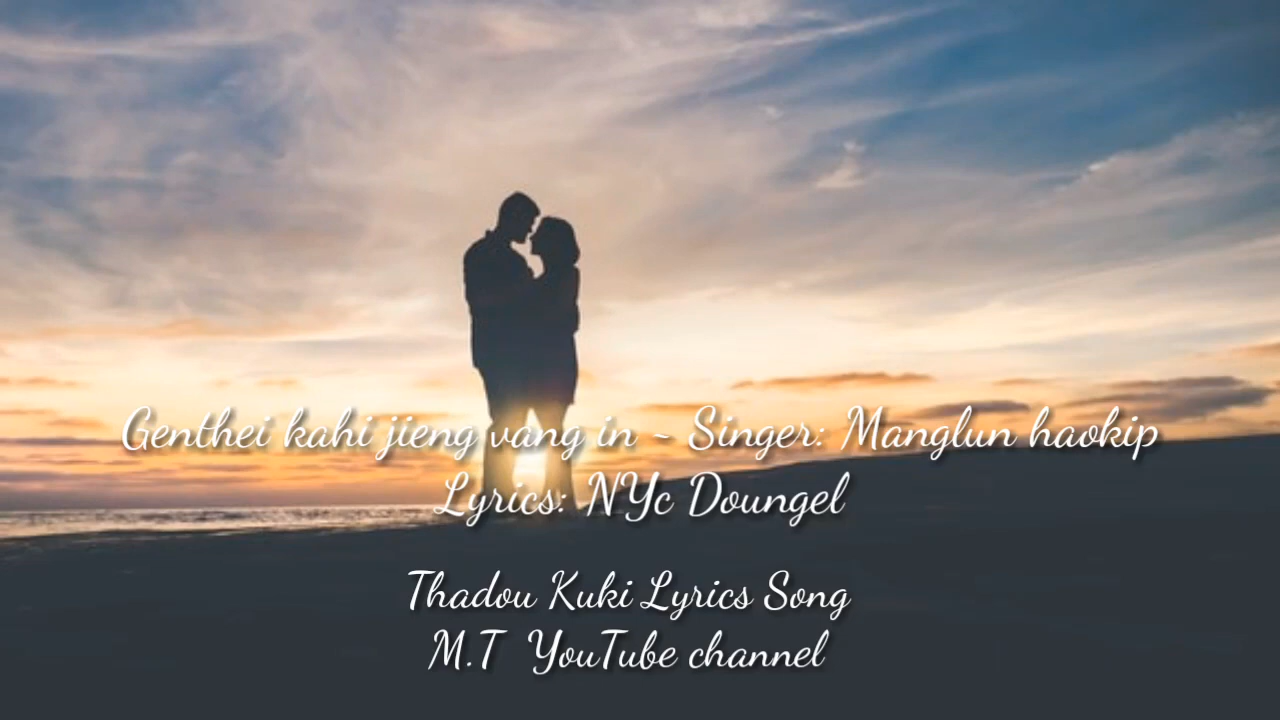 Genthei kahi jieng vang in ~ Singer: Manglun haokip
Lyrics: NYc Doungel
Thadou Kuki Lyrics Song
M.T YouTube channel